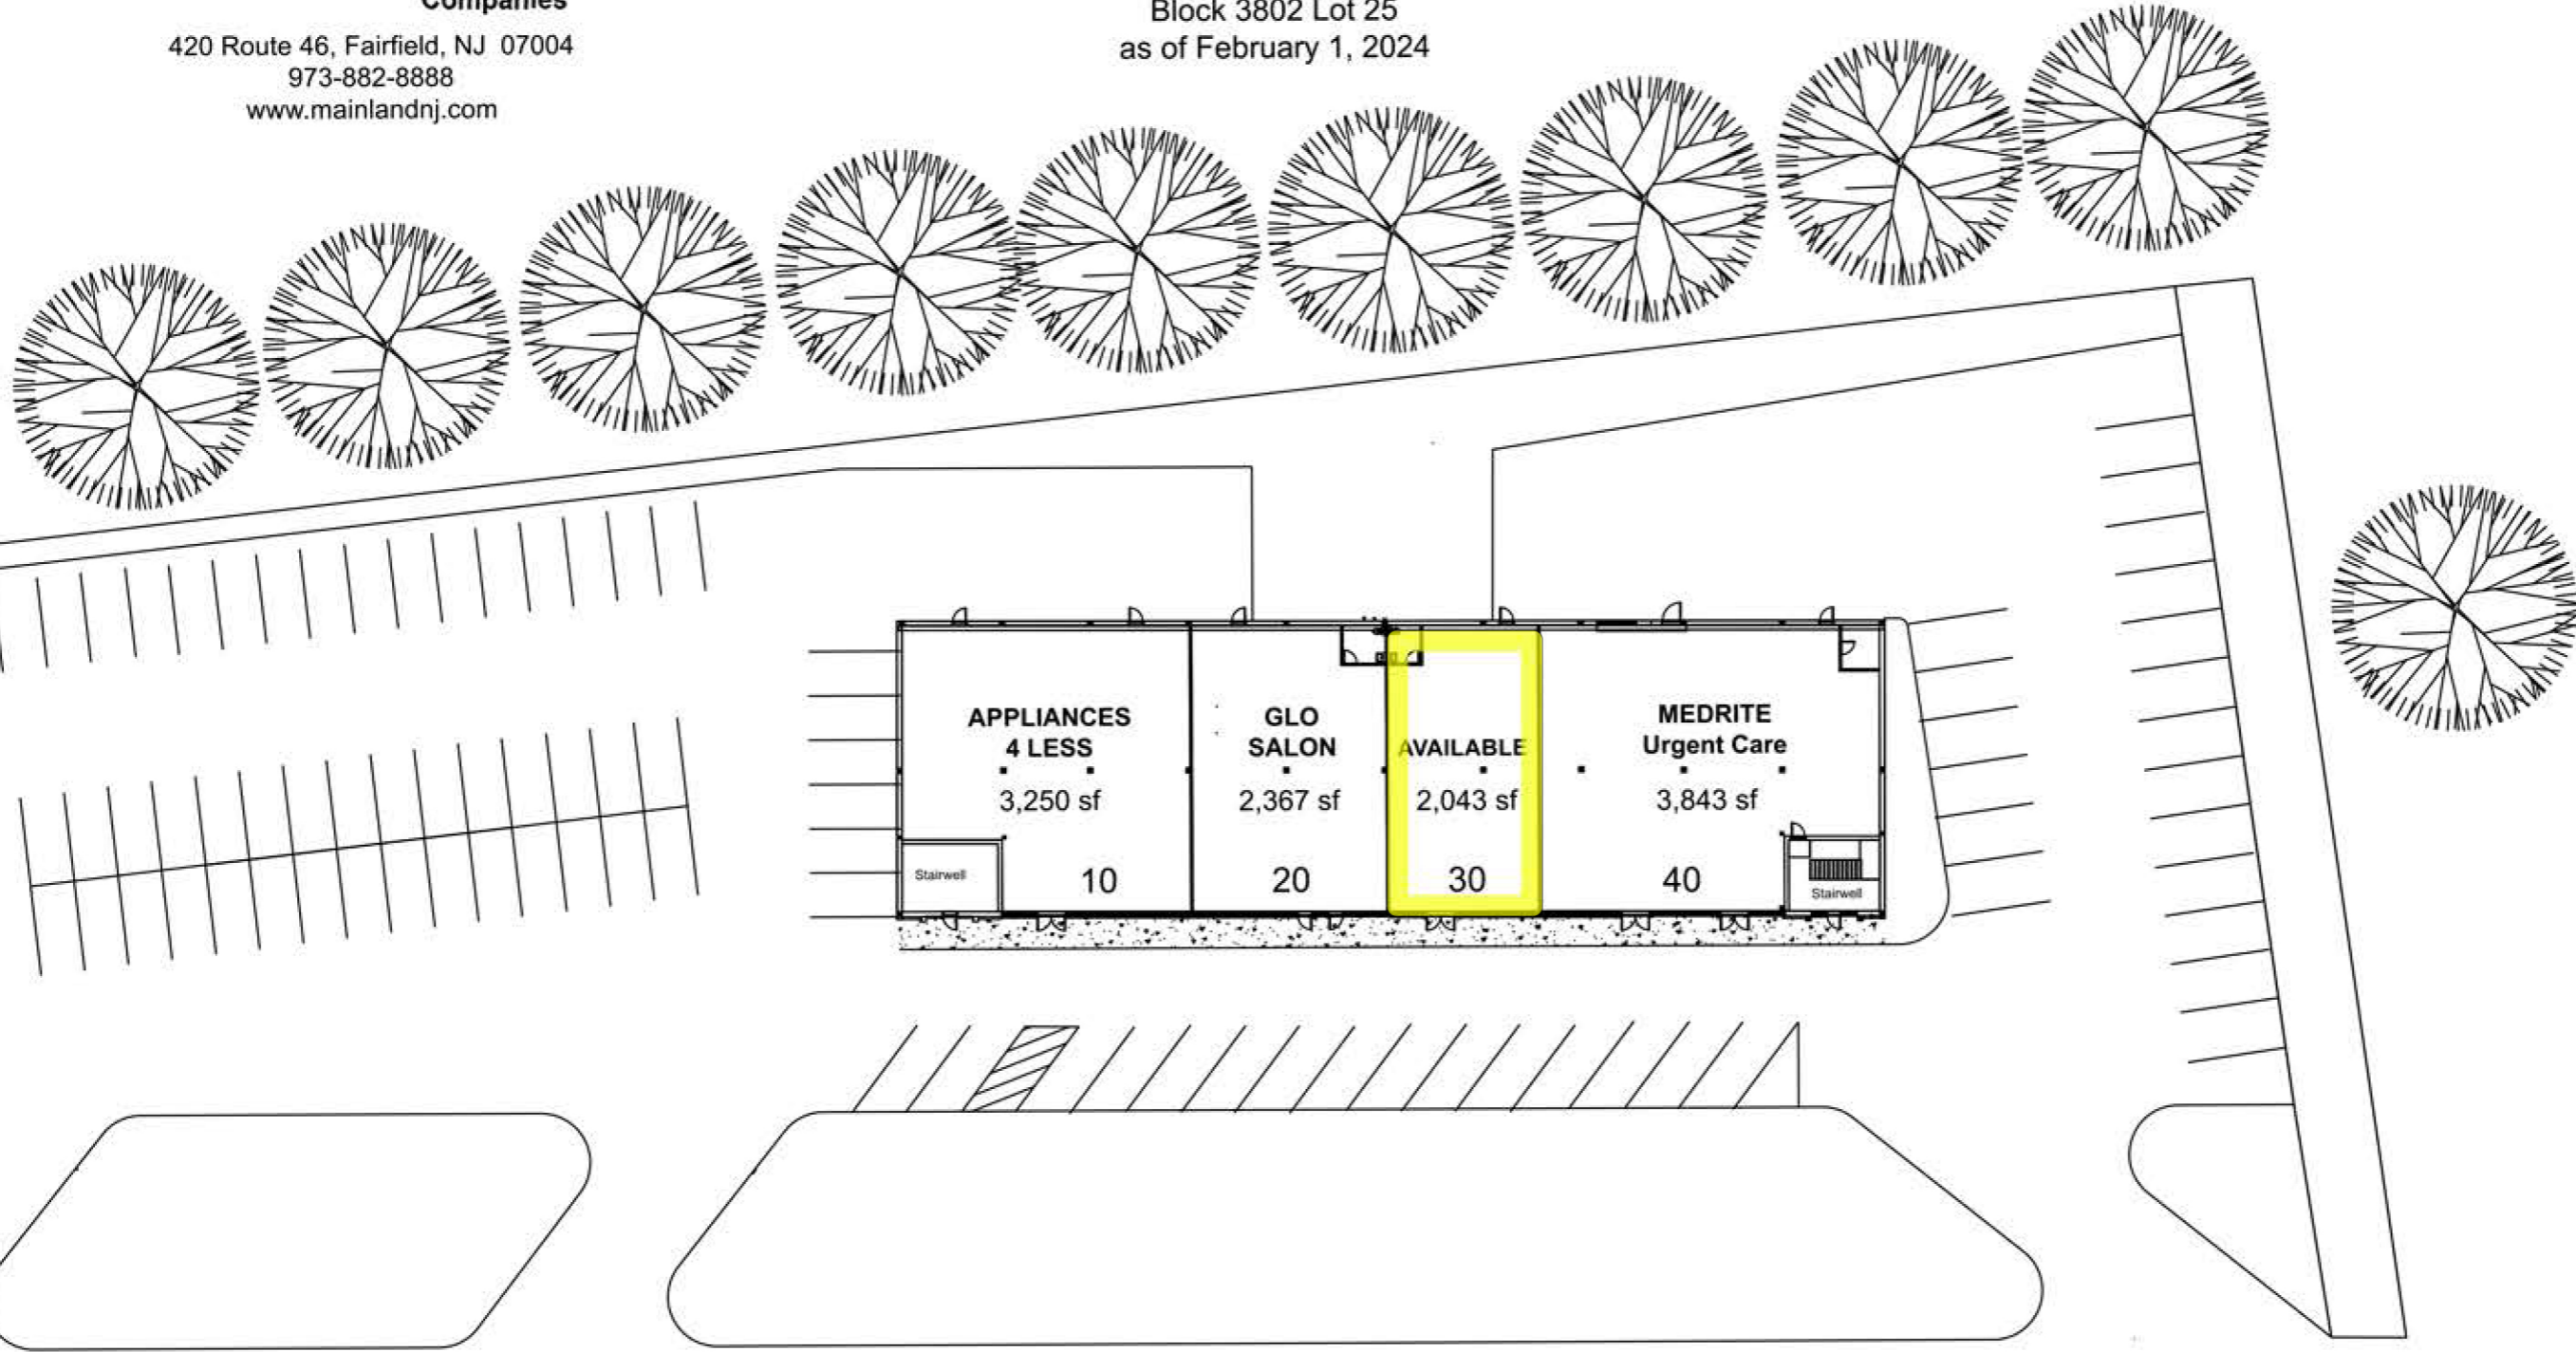 Companies
420 Route 46, Fairfield, NJ  07004
973-882-8888
www.mainlandnj.com
Block 3802 Lot 25
as of February 1, 2024
APPLIANCES
4 LESS
3,250 sf
Stairwell
10
GLO
SALON
2,367 sf
20
AVAILABLE
2,043 sf
30
MEDRITE
Urgent Care
3,843 sf
40
Stairwell